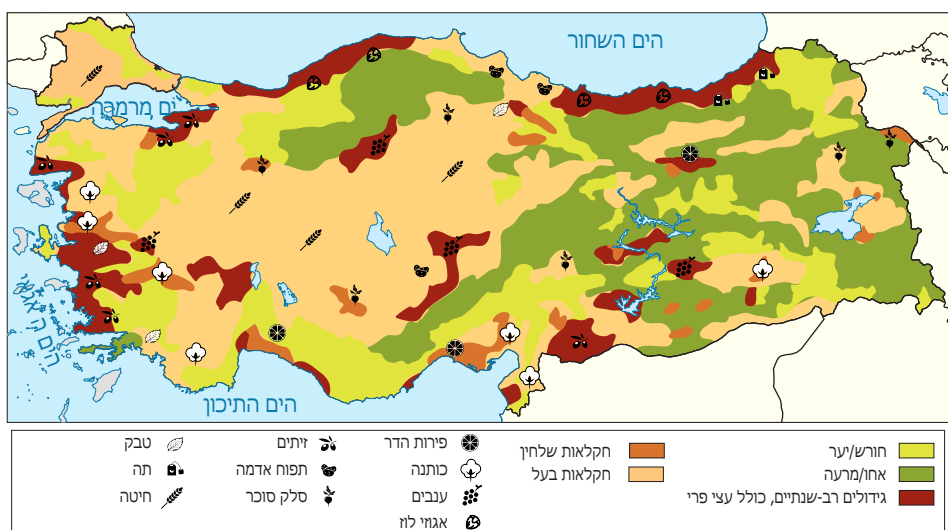 הים השחור
ים מרמרה
הים האגאי
הים התיכון
חורש/יער
אחו/מרעה
גידולים רב-שנתיים, כולל עצי פרי
חקלאות שלחין
חקלאות בעל
פירות הדר
כותנה
ענבים
אגוזי לוז
זיתים
תפוח אדמה
סלק סוכר
טבק
תה
חיטה